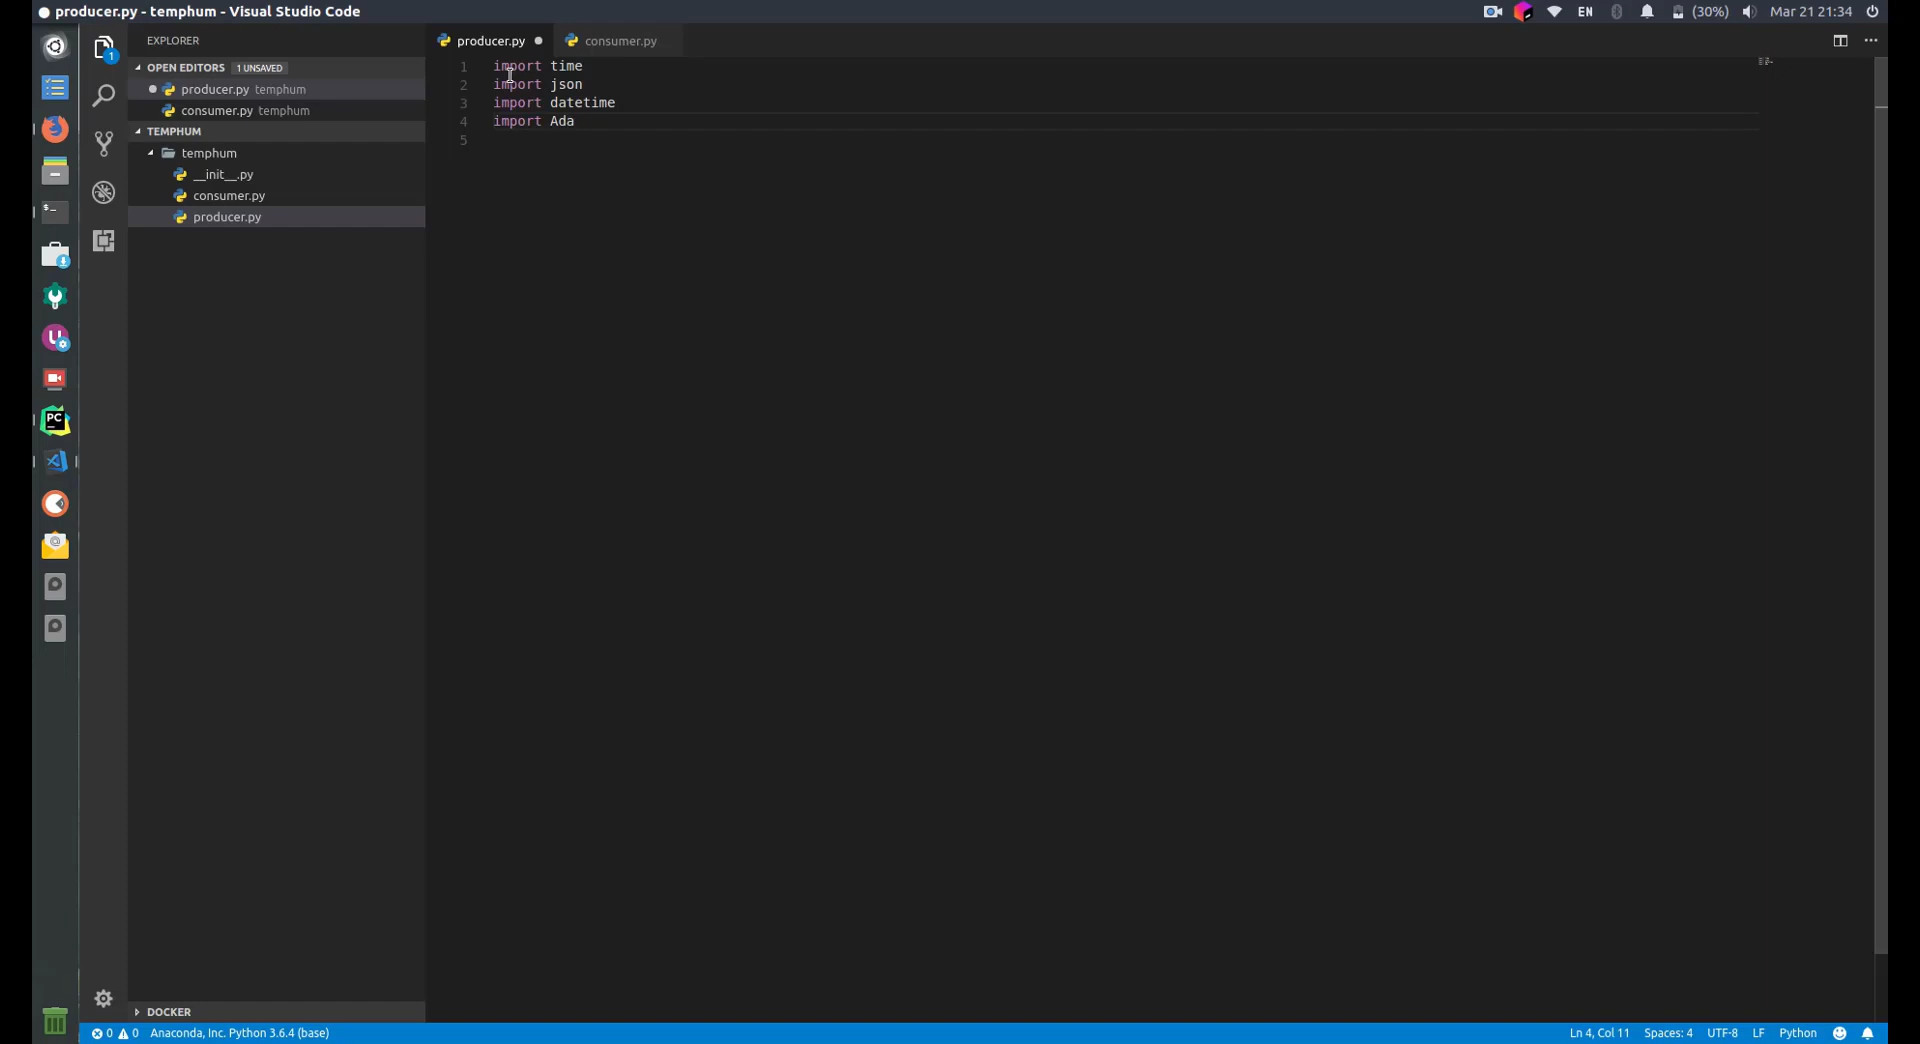 producer.py - temphum - Visual Studio Code
EN
(30%)
Mar 21 21:34
EXPLORER
OPEN EDITORS 1 UNSAVED
producer.py temphum
consumer.py temphum
TEMPHUM
temphum
__init__.py
consumer.py
producer.py
DOCKER
1
producer.py
consumer.py
1 import time
2 import json
3 import datetime
4 import Ada
5
$_
U
PC
@
0 0 Anaconda, Inc. Python 3.6.4 (base)
Ln 4, Col 11 Spaces: 4 UTF-8 LF Python